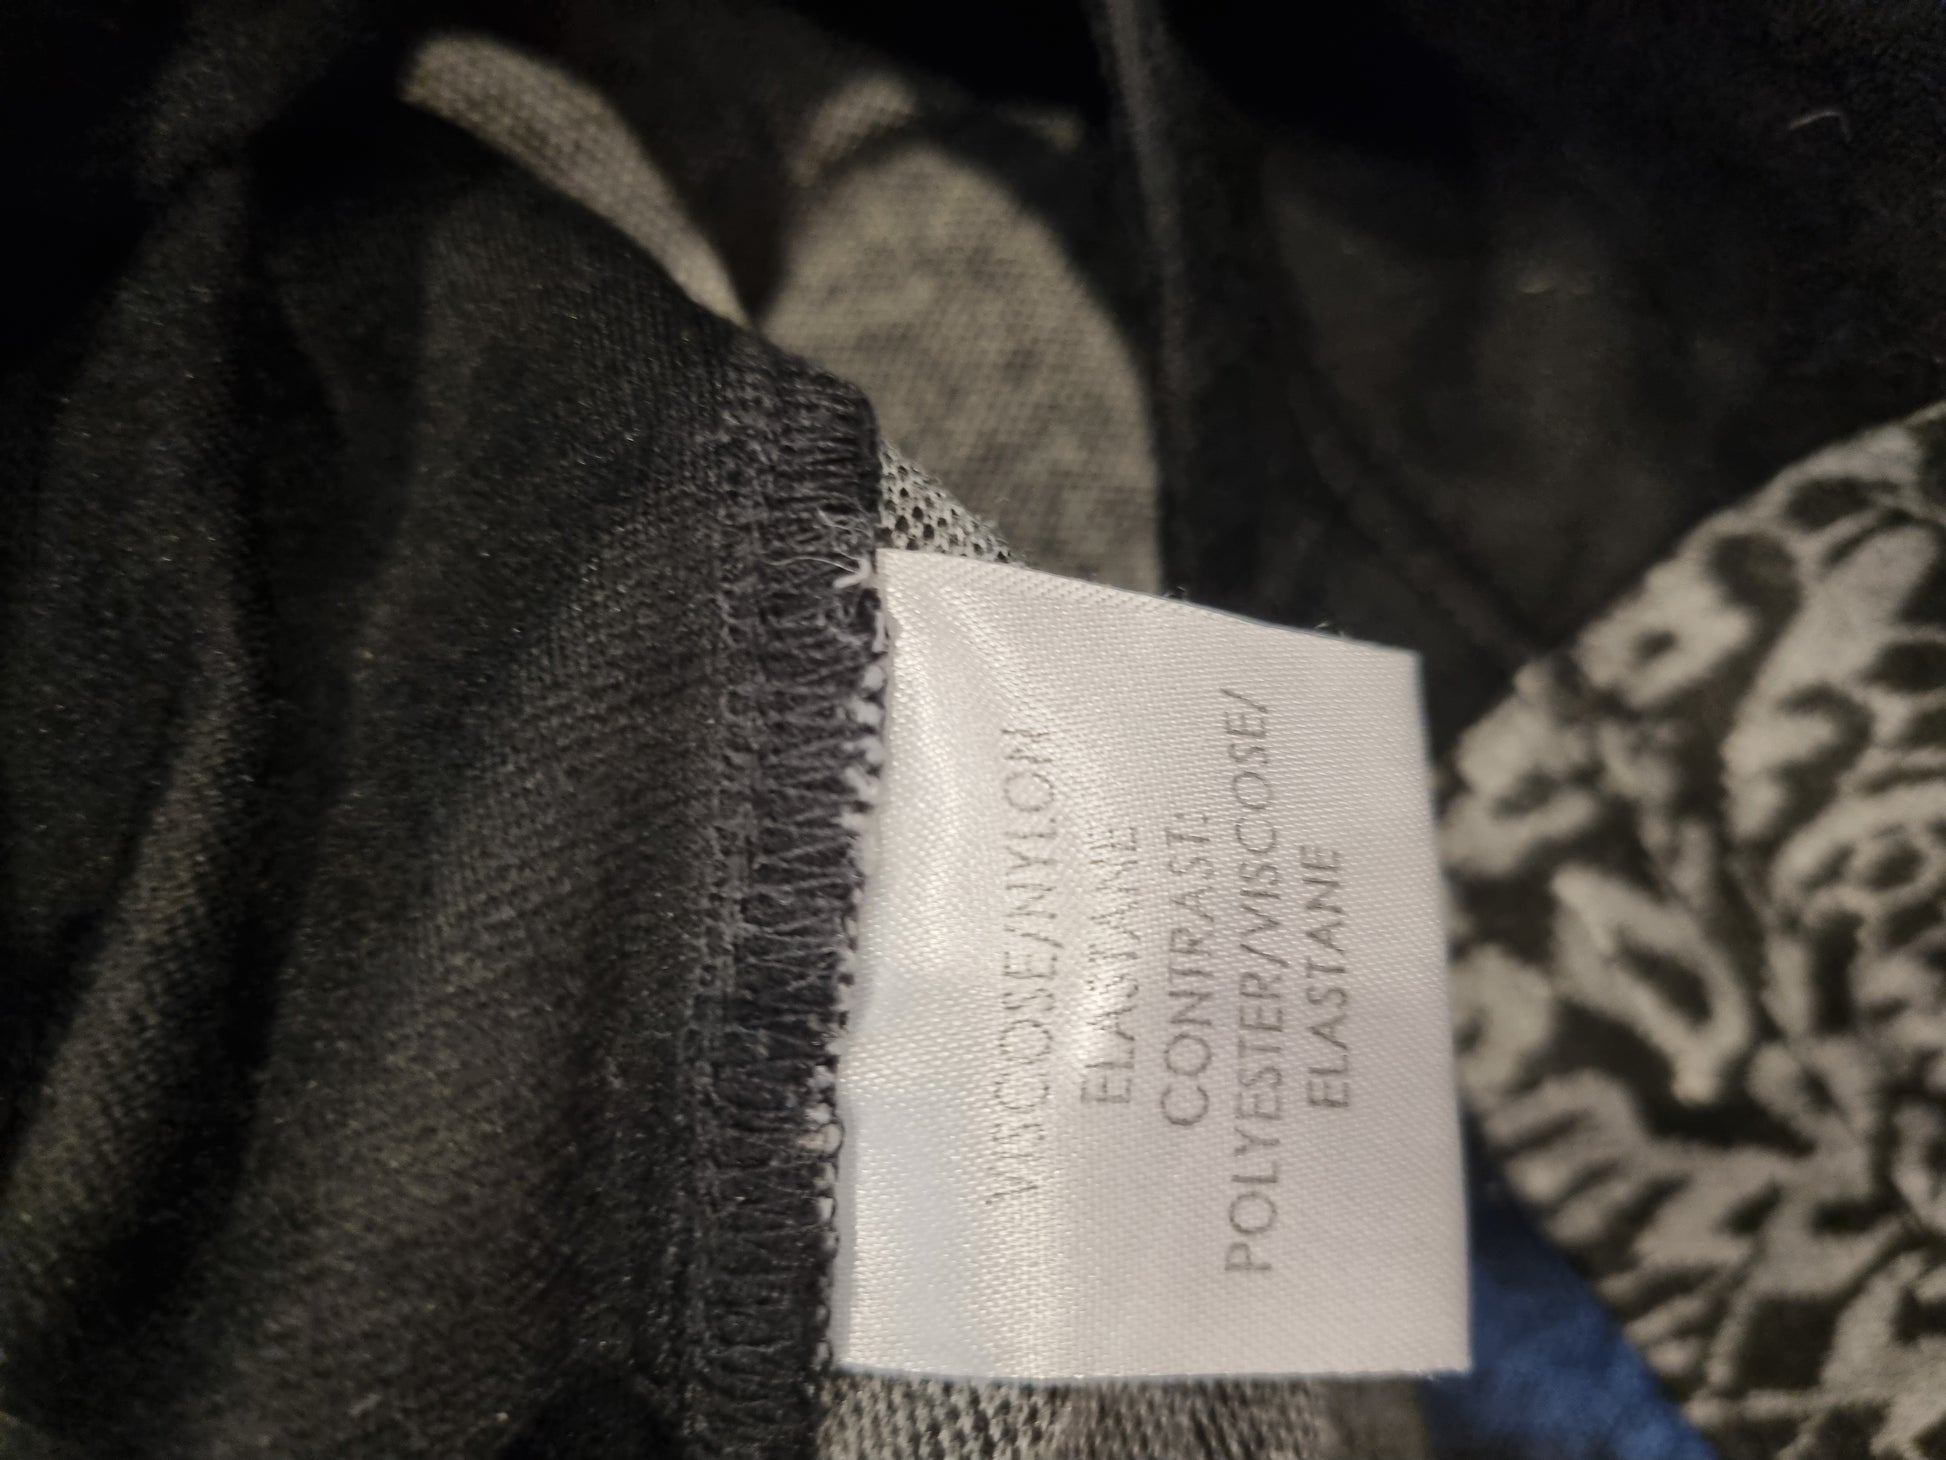 VISCOSE/NYLON
ELASTANE
CONTRAST:
POLYESTER/VISCOSE/
ELASTANE